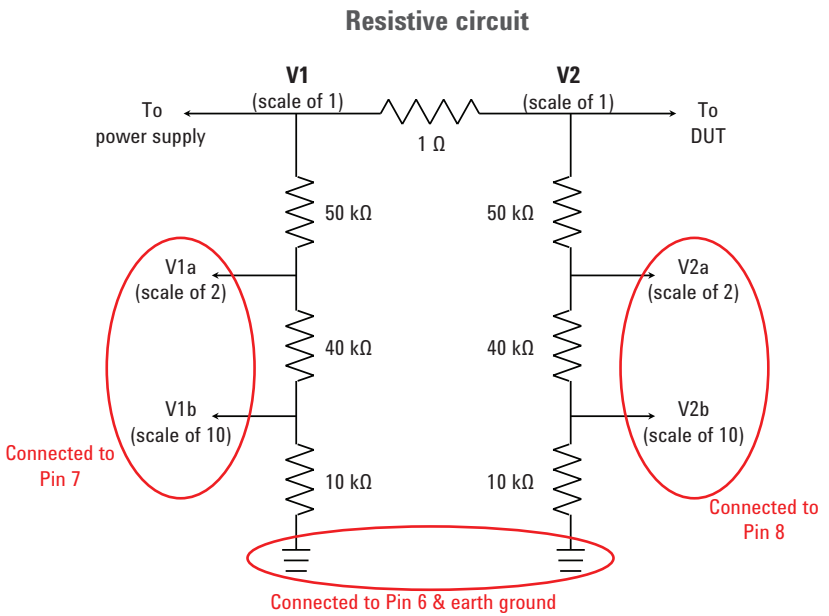 Resistive circuit
V1
(scale of 1)
V2
(scale of 1)
To
power supply
1 Ω
To
DUT
50 kΩ
50 kΩ
V1a
(scale of 2)
V2a
(scale of 2)
40 kΩ
40 kΩ
V1b
(scale of 10)
V2b
(scale of 10)
Connected to
Pin 7
10 kΩ
10 kΩ
Connected to
Pin 8
Connected to Pin 6 & earth ground